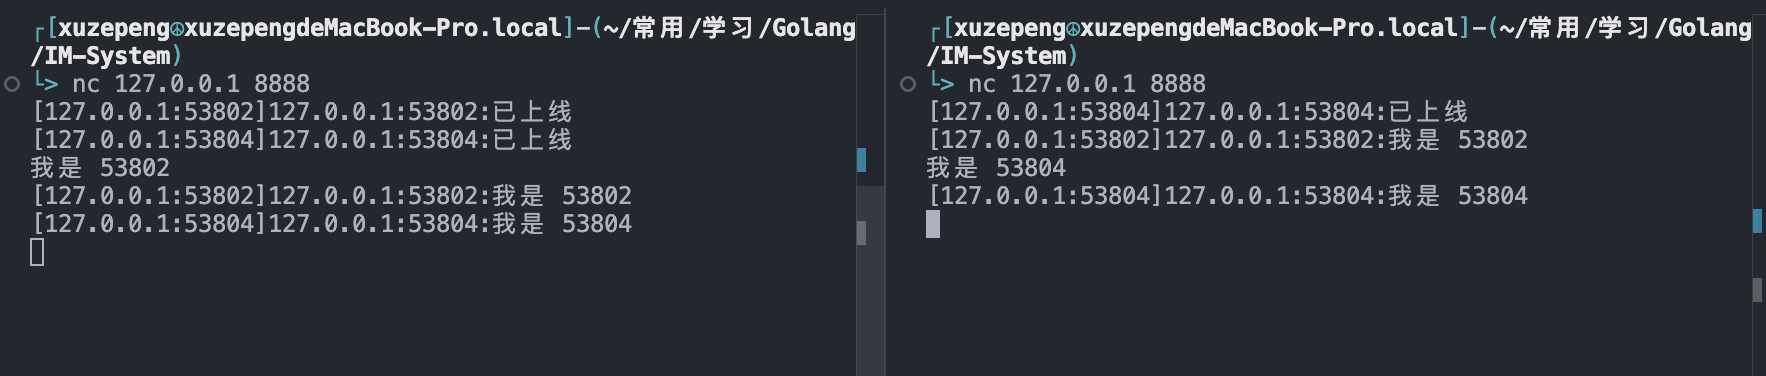 ┌[xuzepeng☮xuzepengdeMacBook-Pro.local]-(~/常用/学习/Golang
/IM-System)
└> nc 127.0.0.1 8888
[127.0.0.1:53802]127.0.0.1:53802:已上线
[127.0.0.1:53804]127.0.0.1:53804:已上线
我是 53802
[127.0.0.1:53802]127.0.0.1:53802:我是 53802
[127.0.0.1:53804]127.0.0.1:53804:我是 53804
┌[xuzepeng☮xuzepengdeMacBook-Pro.local]-(~/常用/学习/Golang
/IM-System)
└> nc 127.0.0.1 8888
[127.0.0.1:53804]127.0.0.1:53804:已上线
[127.0.0.1:53802]127.0.0.1:53802:我是 53802
我是 53804
[127.0.0.1:53804]127.0.0.1:53804:我是 53804